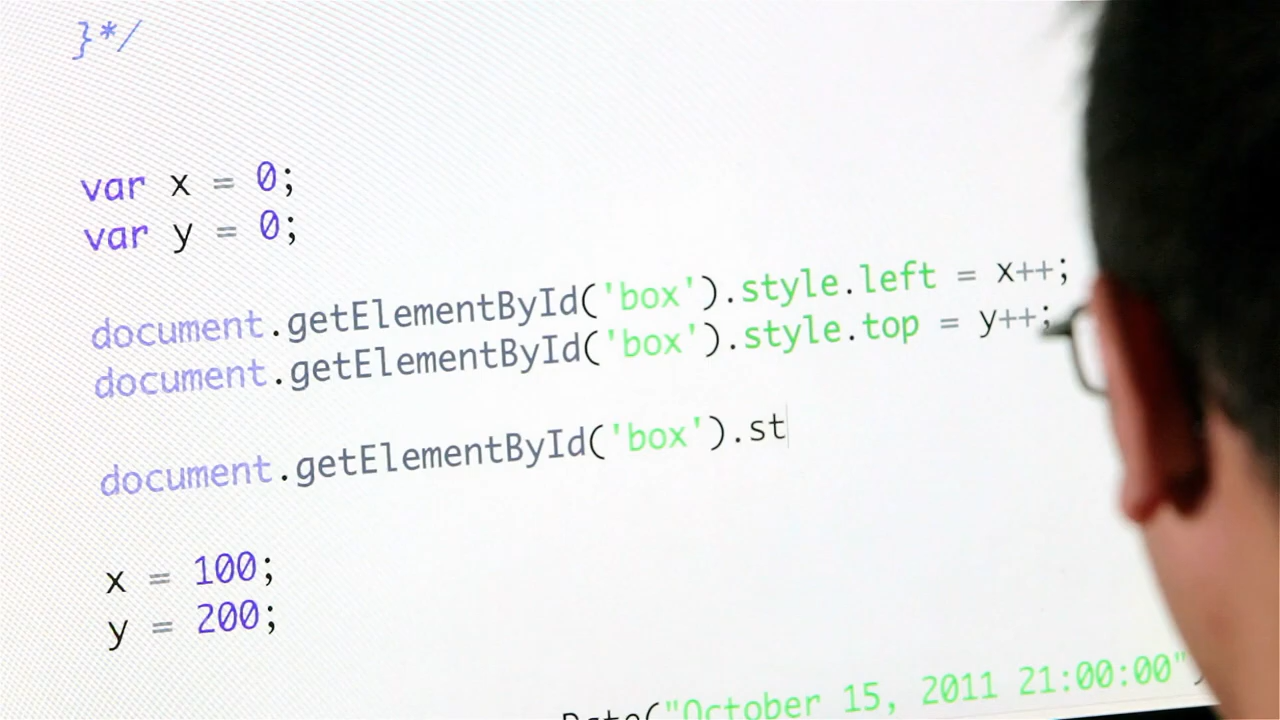 }*/
var x = 0;
var y = 0;
document.getElementById('box').style.left = x++;
document.getElementById('box').style.top = y++;
document.getElementById('box').st
x = 100;
y = 200;
Date("October 15, 2011 21:00:00")